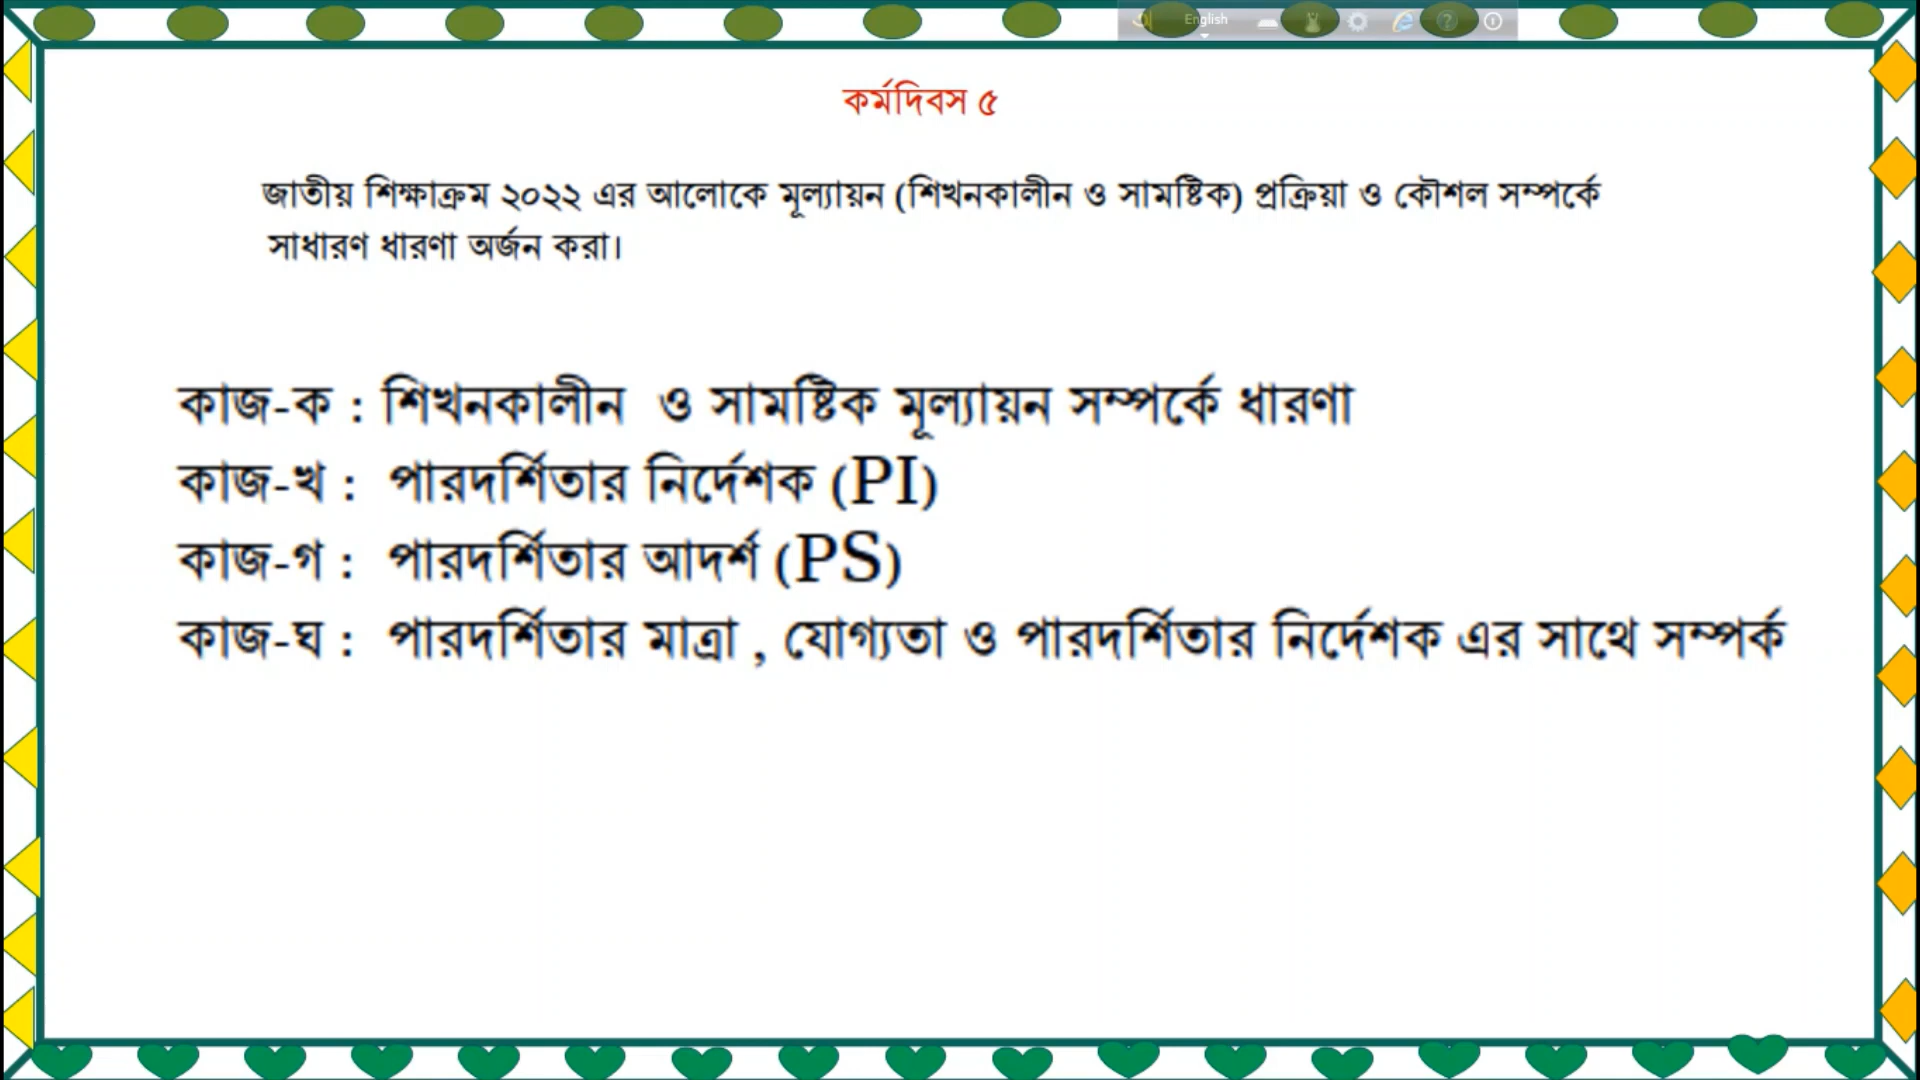 English
কর্মদিবস ৫
জাতীয় শিক্ষাক্রম ২০২২ এর আলোকে মূল্যায়ন (শিখনকালীন ও সামষ্টিক) প্রক্রিয়া ও কৌশল সম্পর্কে
সাধারণ ধারণা অর্জন করা।
কাজ-ক : শিখনকালীন ও সামষ্টিক মূল্যায়ন সম্পর্কে ধারণা
কাজ-খ : পারদর্শিতার নির্দেশক (PI)
কাজ-গ : পারদর্শিতার আদর্শ (PS)
কাজ-ঘ : পারদর্শিতার মাত্রা , যোগ্যতা ও পারদর্শিতার নির্দেশক এর সাথে সম্পর্ক